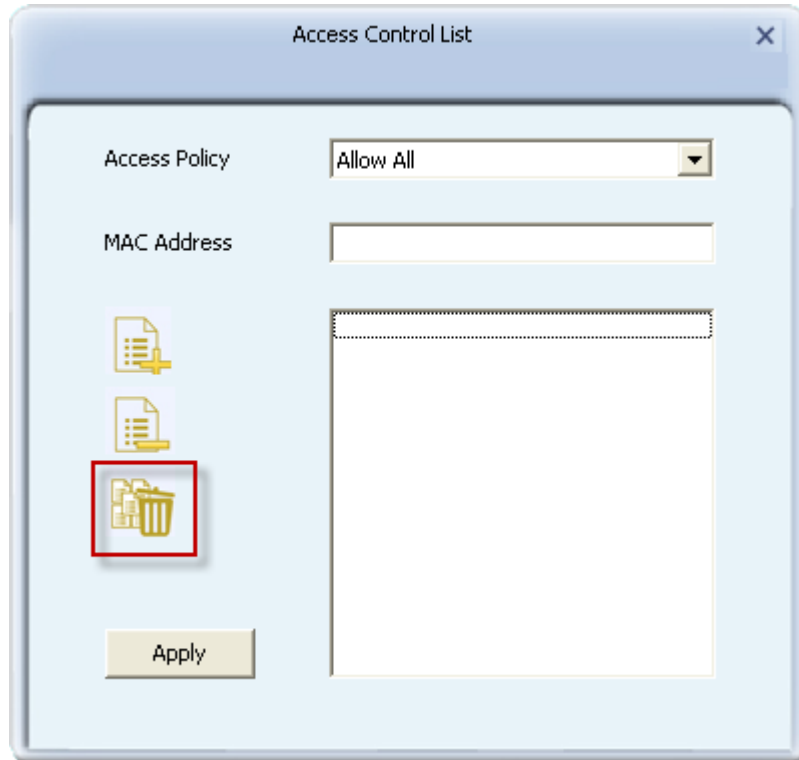 Access Control List
Access Policy
Allow All
MAC Address
Apply